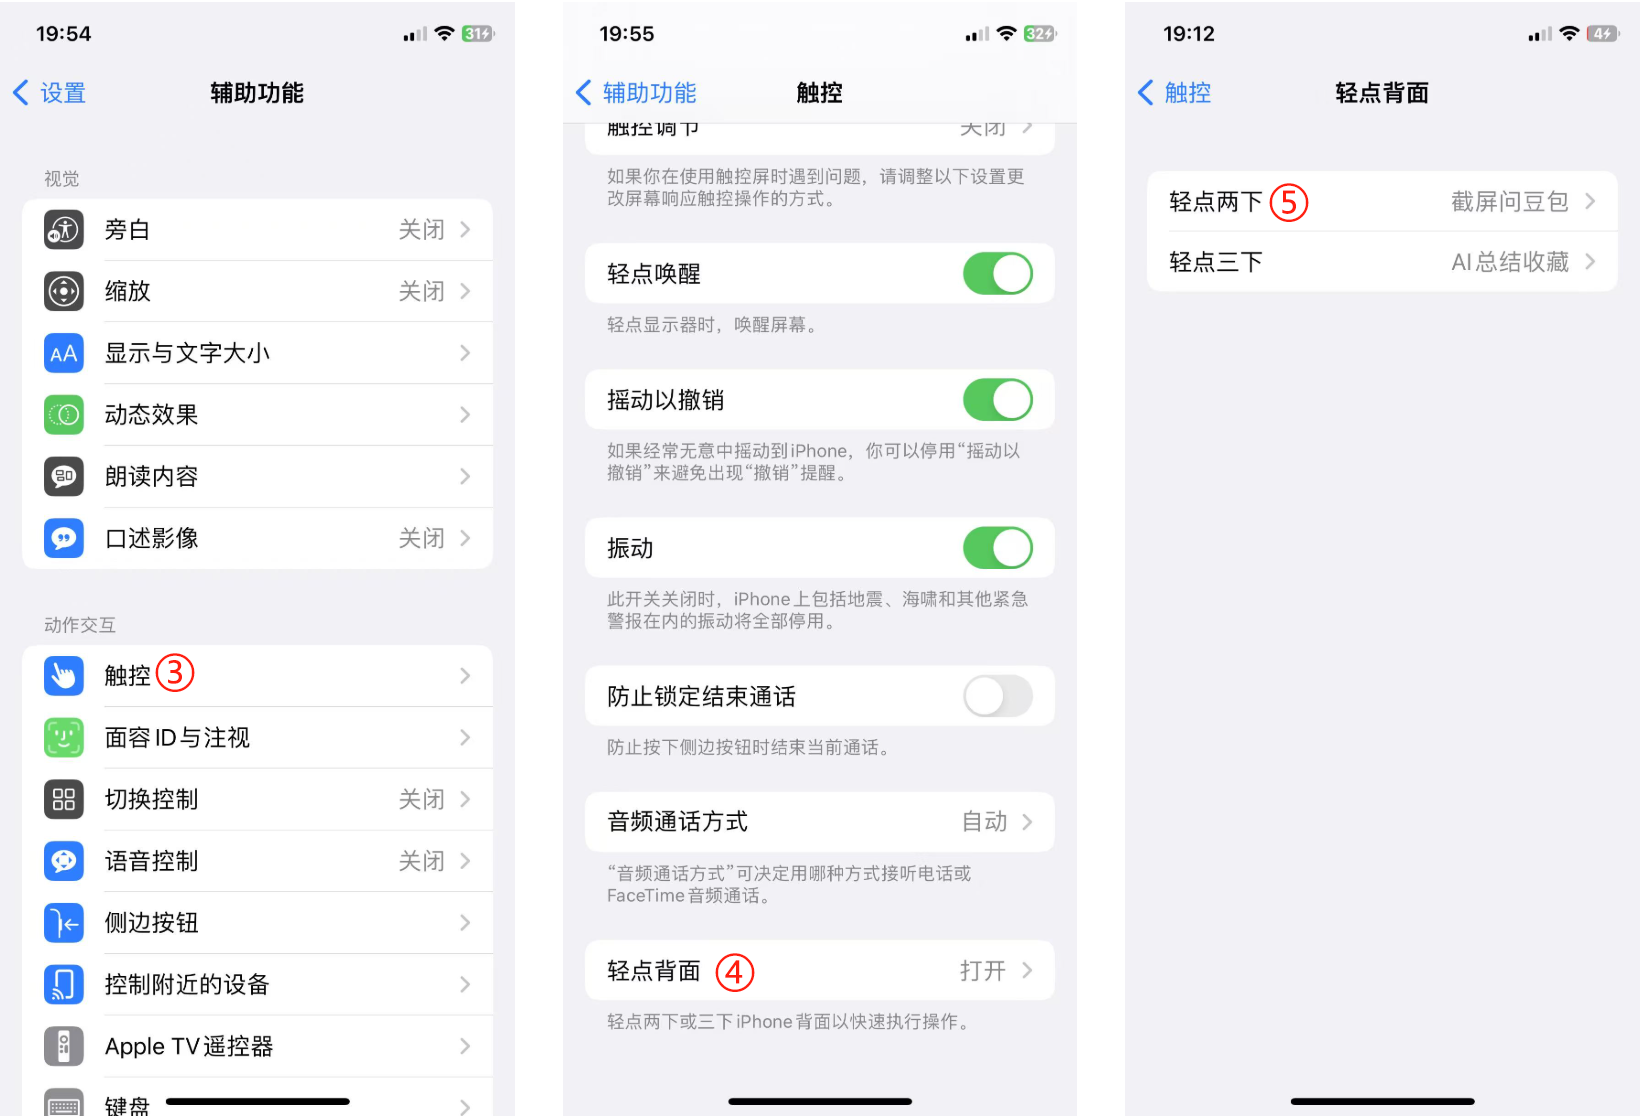 19:54
31
设置
辅助功能
视觉
旁白
关闭
缩放
关闭
显示与文字大小
动态效果
朗读内容
口述影像
关闭
动作交互
触控③
面容 ID 与注视
切换控制
关闭
语音控制
关闭
侧边按钮
控制附近的设备
Apple TV 遥控器
键盘
19:55
32
辅助功能
触控
触控调节
关闭
如果你在使用触控屏时遇到问题，请调整以下设置更
改屏幕响应触控操作的方式。
轻点唤醒
轻点显示器时，唤醒屏幕。
摇动以撤销
如果经常无意中摇动到 iPhone，你可以停用“摇动以
撤销”来避免出现“撤销”提醒。
振动
此开关关闭时，iPhone 上包括地震、海啸和其他紧急
警报在内的振动将全部停用。
防止锁定结束通话
防止按下侧边按钮时结束当前通话。
音频通话方式
自动
“音频通话方式”可决定用哪种方式接听电话或
FaceTime 音频通话。
轻点背面 ④
打开
轻点两下或三下 iPhone 背面以快速执行操作。
19:12
4
触控
轻点背面
轻点两下⑤
截屏问豆包
轻点三下
AI 总结收藏